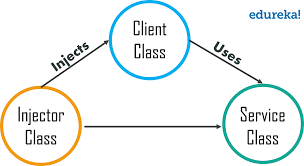 edureka!
Client
Class
Injects
Uses
Injector
Class
Service
Class